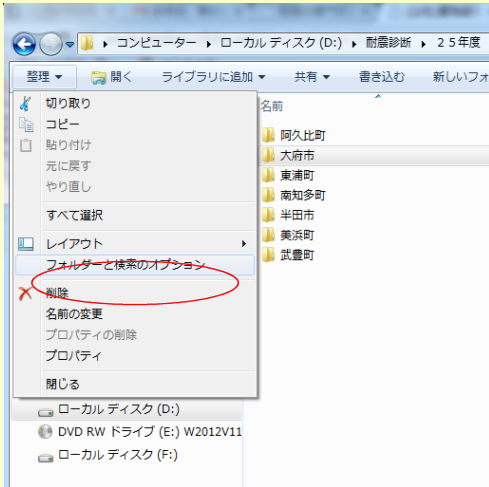 コンピューター ▸ ローカル ディスク (D:) ▸ 耐震診断 ▸ 25年度
整理 ▼ 開く ライブラリに追加 ▼ 共有 ▼ 書き込む 新しいフォ
切り取り
コピー
貼り付け
元に戻す
やり直し
すべて選択
レイアウト
フォルダーと検索のオプション
削除
名前の変更
プロパティの削除
プロパティ
閉じる
名前
阿久比町
大府市
東浦町
南知多町
半田市
美浜町
武豊町
ローカル ディスク (D:)
DVD RW ドライブ (E:) W2012V11
ローカル ディスク (F:)